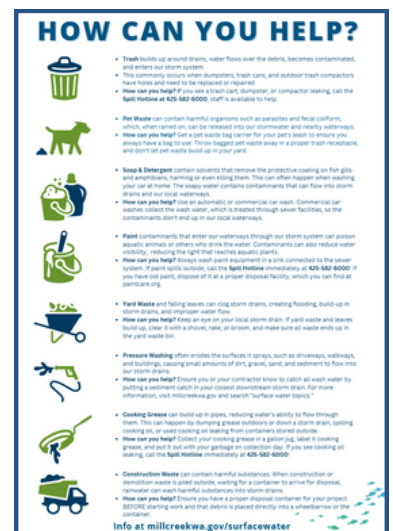 HOW CAN YOU HELP?
• Trash builds up around drains, water flows over the debris, becomes contaminated,
and enters our storm system.
• This commonly occurs when dumpsters, trash cans, and outdoor trash compactors
have holes and need to be replaced or repaired.
• How can you help? If you see a trash cart, dumpster, or compactor leaking, call the
Spill Hotline at 425-582-6000; staff is available to help.
• Pet Waste can contain harmful organisms such as parasites and fecal coliform,
which, when rained on, can be released into our stormwater and nearby waterways.
• How can you help? Get a pet waste bag carrier for your pet's leash to ensure you
always have a bag to use. Throw bagged pet waste away in a proper trash receptacle,
and don't let pet waste build up in your yard.
• Soap & Detergent contain solvents that remove the protective coating on fish gills
and amphibians, harming or even killing them. This can often happen when washing
your car at home. The soapy water contains contaminants that can flow into storm
drains and our local waterways.
• How can you help? Use an automatic or commercial car wash. Commercial car
washes collect the wash water, which is treated through sewer facilities, so the
contaminants don't end up in our local waterways.
• Paint contaminants that enter our waterways through our storm system can poison
aquatic animals or others who drink the water. Contaminants can also reduce water
visibility, reducing the light that reaches aquatic plants.
• How can you help? Always wash paint equipment in a sink connected to the sewer
system. If paint spills outside, call the Spill Hotline immediately at 425-582-6000! If
you have old paint, dispose of it at a proper disposal facility, which you can find at
paintcare.org.
• Yard Waste and falling leaves can clog storm drains, creating flooding, build-up in
storm drains, and improper water flow.
• How can you help? Keep an eye on your local storm drain. If yard waste and leaves
build up, clear it with a shovel, rake, or broom, and make sure all waste ends up in
the yard waste bin.
• Pressure Washing often erodes the surfaces it sprays, such as driveways, walkways,
and buildings, causing small amounts of dirt, gravel, sand, and sediment to flow into
our storm drains.
• How can you help? Ensure you or your contractor know to catch all wash water by
putting a sediment catch in your closest downstream storm drain. For more
information, visit millcreekwa.gov and search "surface water topics."
• Cooking Grease can build up in pipes, reducing water's ability to flow through
them. This can happen by dumping grease outdoors or down a storm drain, spilling
cooking oil, or used cooking oil leaking from containers stored outside.
• How can you help? Collect your cooking grease in a gallon jug, label it cooking
grease, and put it out with your garbage on collection day. If you see cooking oil
leaking, call the Spill Hotline immediately at 425-582-6000!
• Construction Waste can contain harmful substances. When construction or
demolition waste is piled outside, waiting for a container to arrive for disposal,
rainwater can wash harmful substances into storm drains.
• How can you help? Ensure you have a proper disposal container for your project
BEFORE starting work and that debris is placed directly into a wheelbarrow or the
container.
Info at millcreekwa.gov/surfacewater